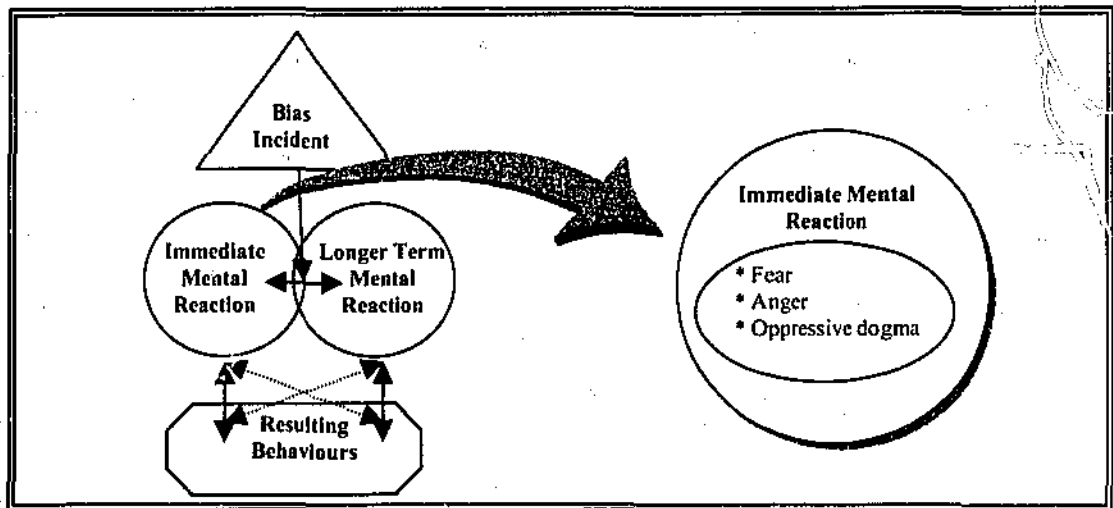 Bias
Incident
Immediate
Mental
Reaction
Longer Term
Mental
Reaction
Resulting
Behaviours
Immediate Mental
Reaction
* Fear
* Anger
* Oppressive dogma